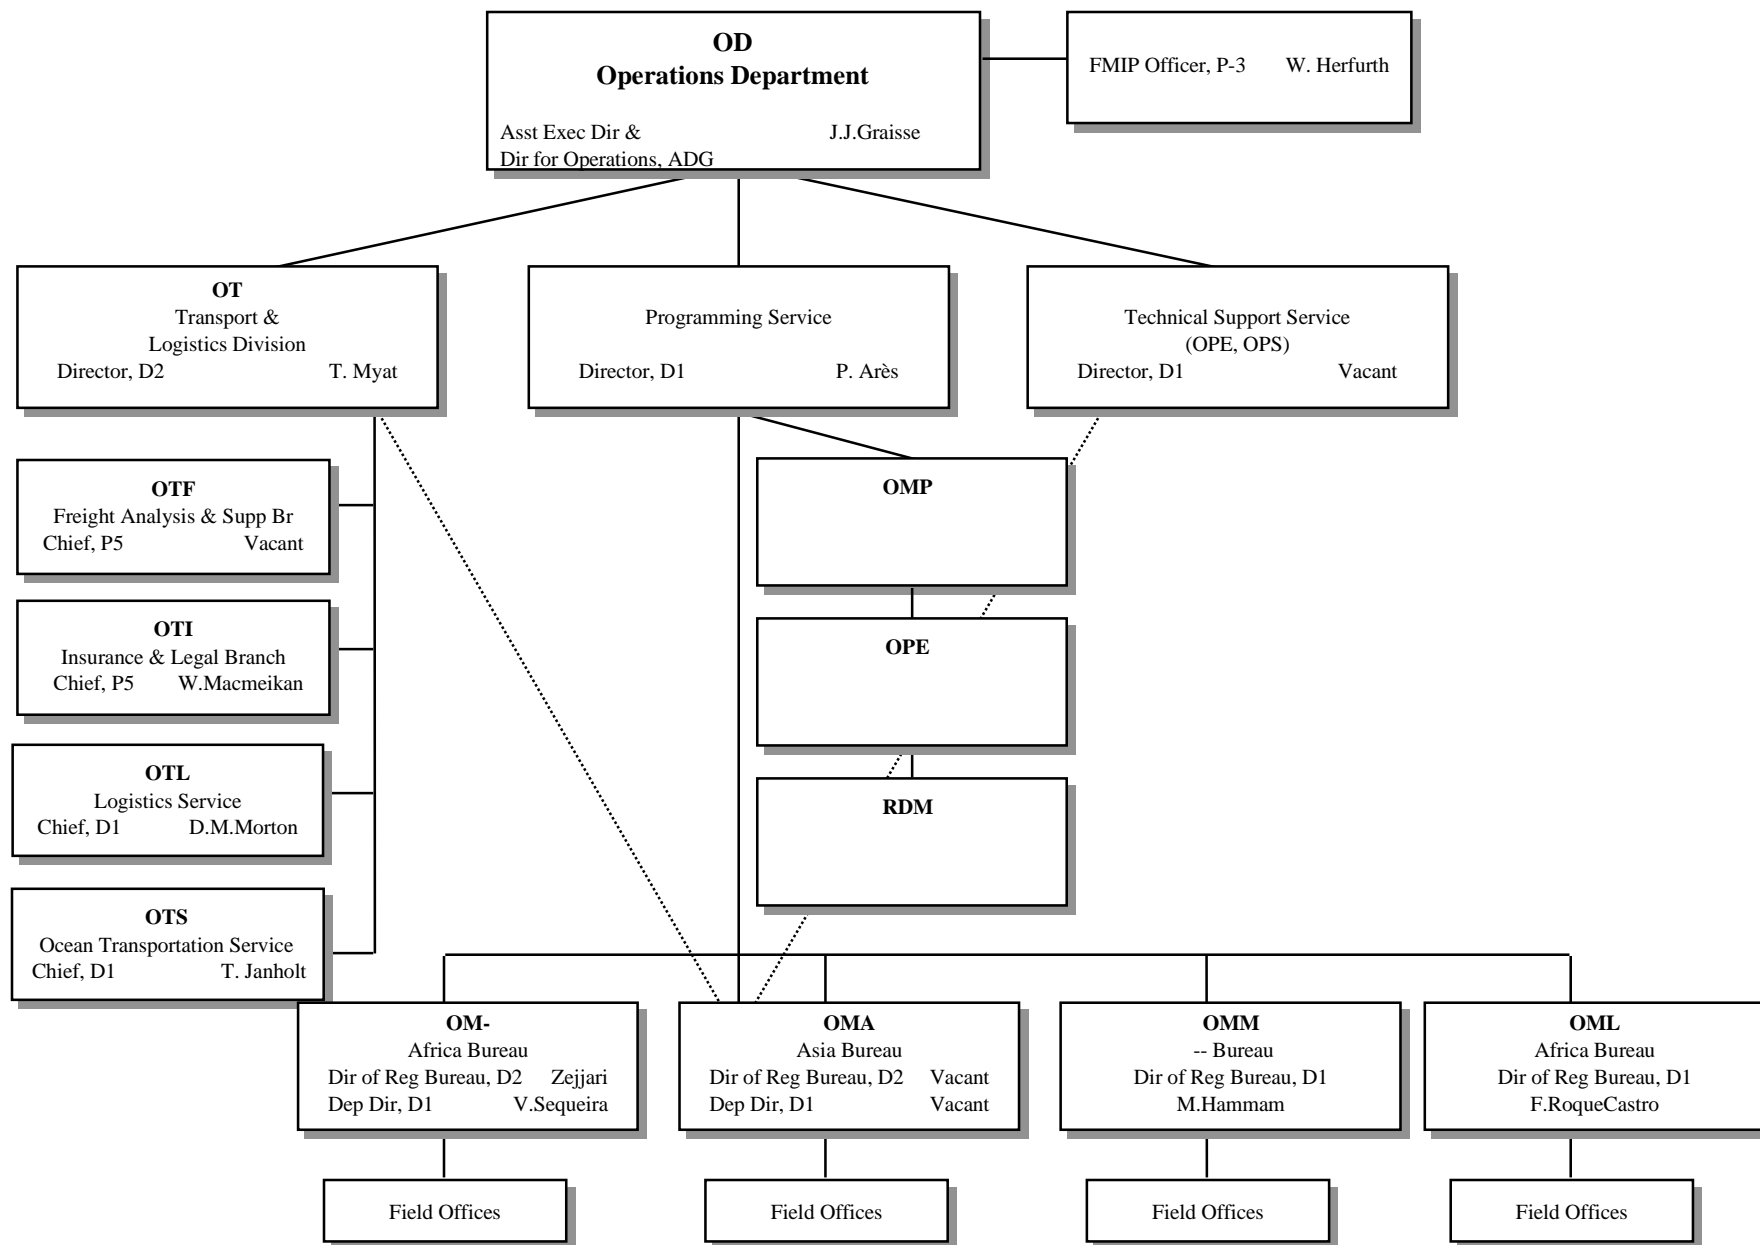 OD
Operations Department
Asst Exec Dir & J.J.Graisse
Dir for Operations, ADG
FMIP Officer, P-3 W. Herfurth
OT
Transport &
Logistics Division
Director, D2 T. Myat
Programming Service
Director, D1 P. Arès
Technical Support Service
(OPE, OPS)
Director, D1 Vacant
OTF
Freight Analysis & Supp Br
Chief, P5 Vacant
OTI
Insurance & Legal Branch
Chief, P5 W.Macmeikan
OTL
Logistics Service
Chief, D1 D.M.Morton
OTS
Ocean Transportation Service
Chief, D1 T. Janholt
OMP
OPE
RDM
OM-
Africa Bureau
Dir of Reg Bureau, D2 Zejjari
Dep Dir, D1 V.Sequeira
OMA
Asia Bureau
Dir of Reg Bureau, D2 Vacant
Dep Dir, D1 Vacant
OMM
-- Bureau
Dir of Reg Bureau, D1
M.Hammam
OML
Africa Bureau
Dir of Reg Bureau, D1
F.RoqueCastro
Field Offices
Field Offices
Field Offices
Field Offices